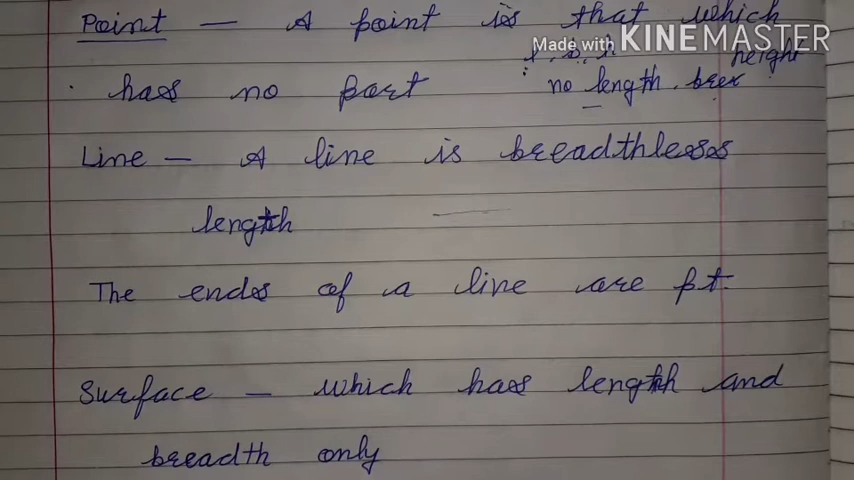 Point — A point is that which
Made with KINEMASTER
height
has no part no length. brea
Line — A line is breadthless
length
The ends of a line are pt.
Surface — which has length and
breadth only